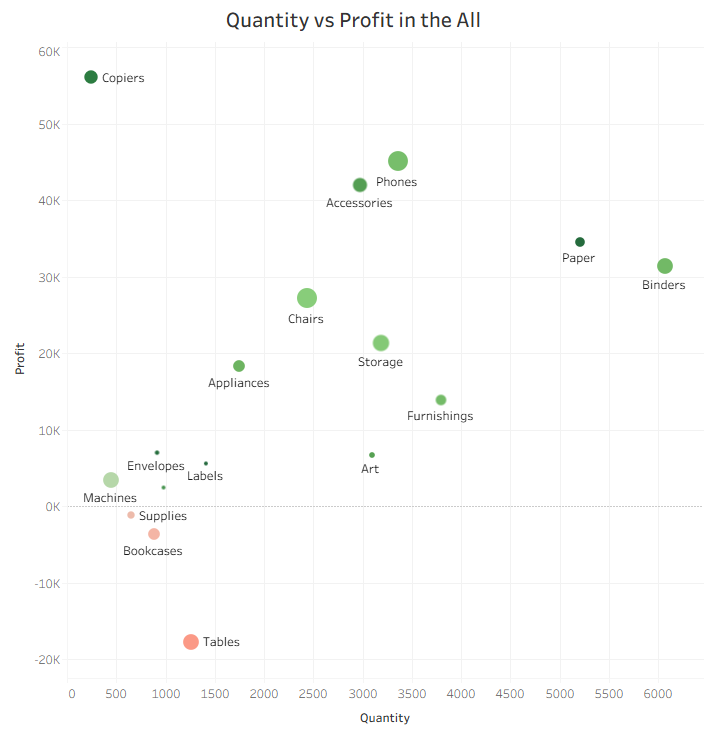 Quantity vs Profit in the All
60K
Copiers
50K
Phones
40K
Accessories
Paper
30K
Binders
Chairs
Profit
20K
Storage
Appliances
Furnishings
10K
Envelopes
Art
Labels
Machines
0K
Supplies
Bookcases
-10K
Tables
-20K
0 500 1000 1500 2000 2500 3000 3500 4000 4500 5000 5500 6000
Quantity